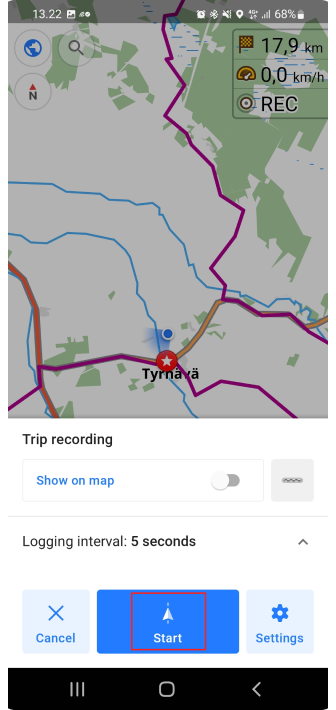 13.22 68%
17,9 km
0,0 km/h
REC
N
Tyrnävä
Trip recording
Show on map
Logging interval: 5 seconds
Cancel Start Settings